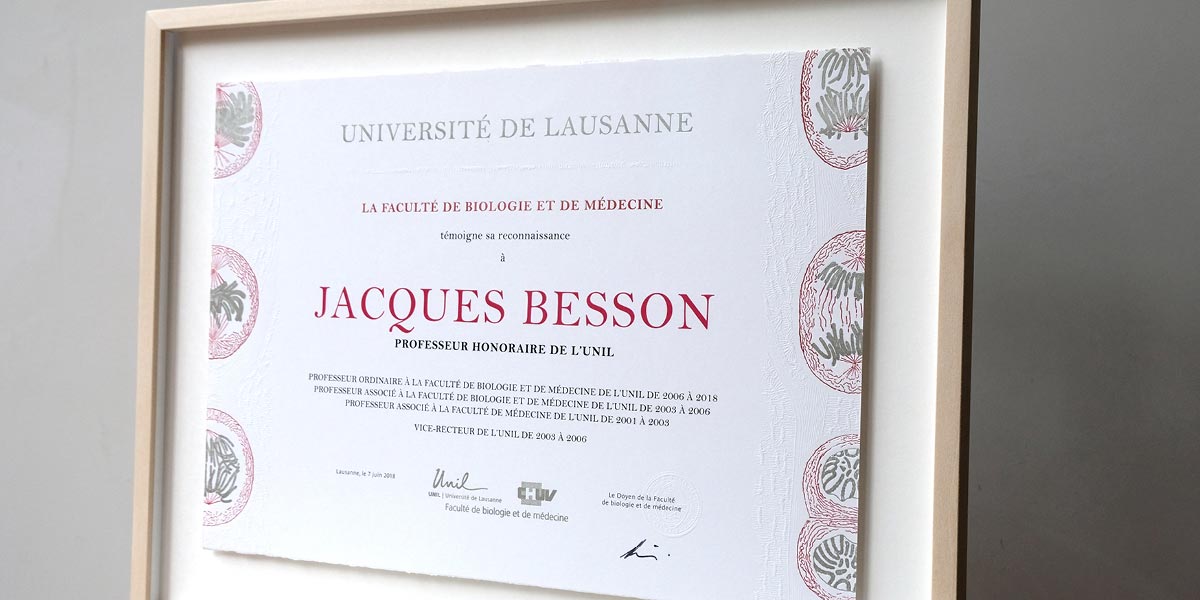 UNIVERSITÉ DE LAUSANNE
LA FACULTÉ DE BIOLOGIE ET DE MÉDECINE
témoigne sa reconnaissance
à
JACQUES BESSON
PROFESSEUR HONORAIRE DE L'UNIL
PROFESSEUR ORDINAIRE À LA FACULTÉ DE BIOLOGIE ET DE MÉDECINE DE L'UNIL DE 2006 À 2018
PROFESSEUR ASSOCIÉ À LA FACULTÉ DE BIOLOGIE ET DE MÉDECINE DE L'UNIL DE 2003 À 2006
PROFESSEUR ASSOCIÉ À LA FACULTÉ DE MÉDECINE DE L'UNIL DE 2001 À 2003
VICE-RECTEUR DE L'UNIL DE 2003 À 2006
Lausanne, le 7 juin 2018
Unil
UNIL | Université de Lausanne
CHUV
Faculté de biologie et de médecine
Le Doyen de la Faculté
de biologie et de médecine